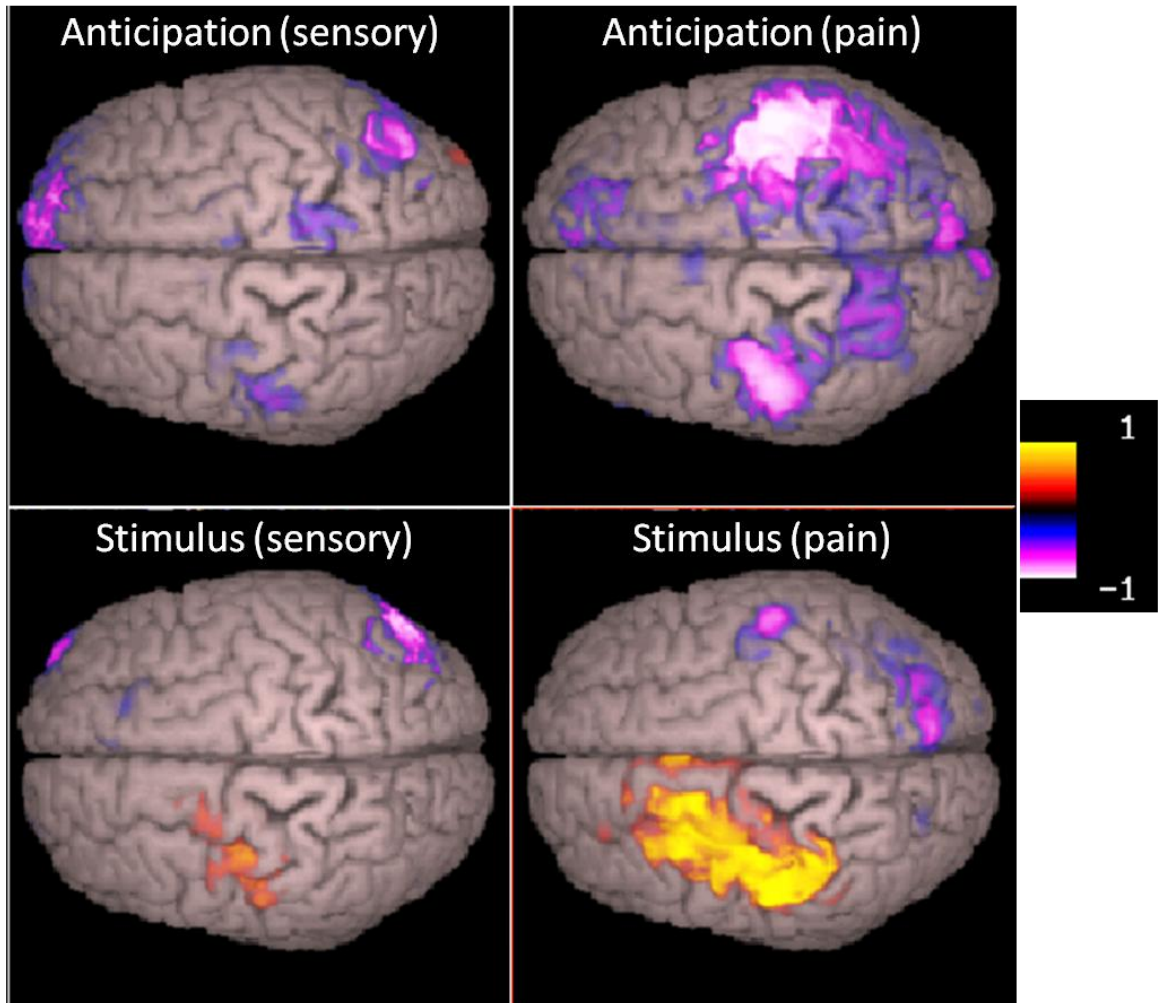 Anticipation (sensory)
Anticipation (pain)
1
−1
Stimulus (sensory)
Stimulus (pain)